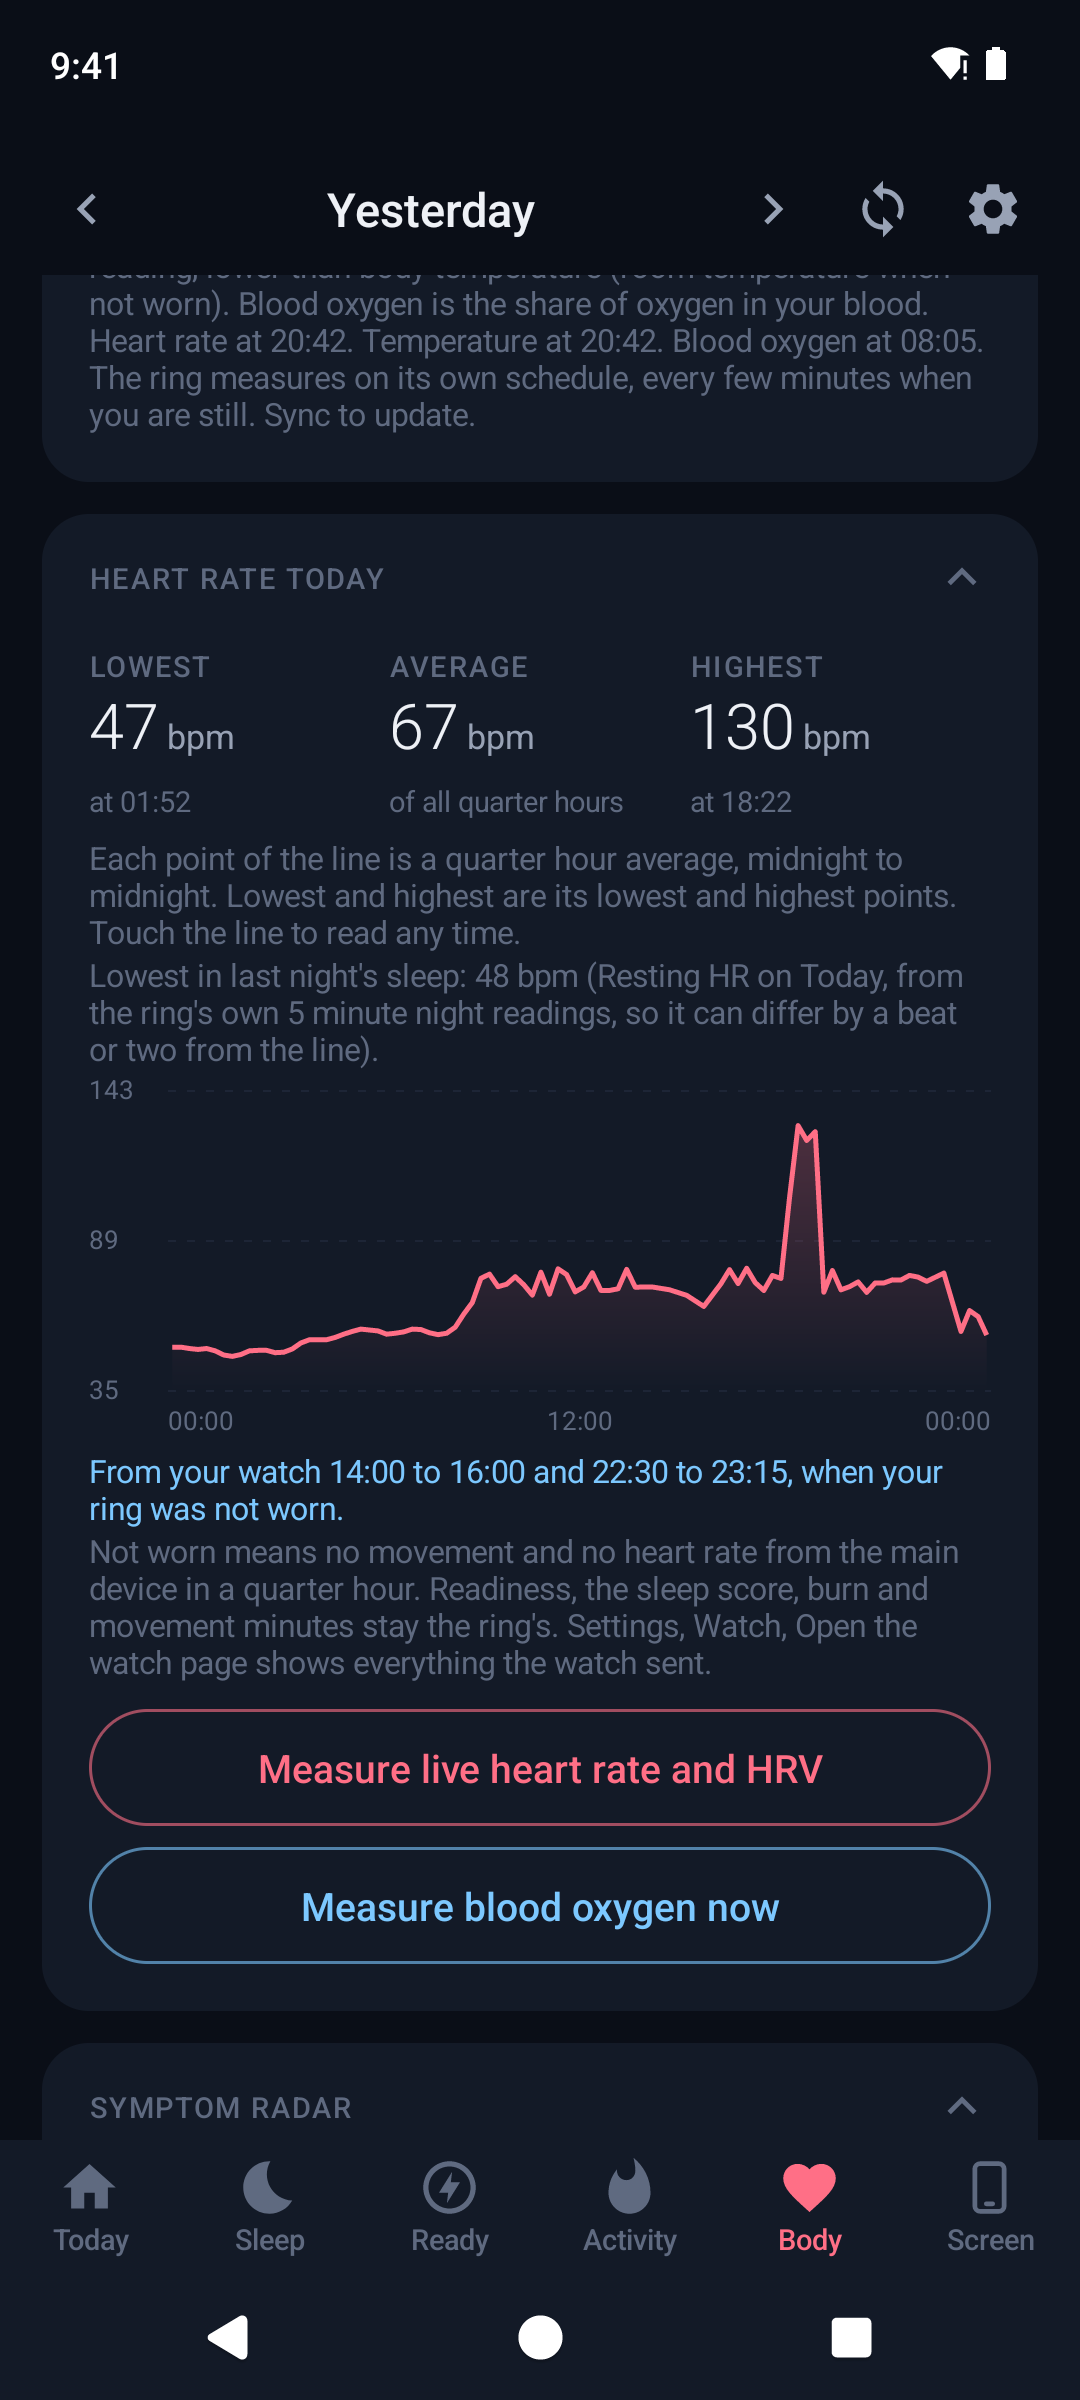 9:41
Yesterday
reading, lower than body temperature (room temperature when
not worn). Blood oxygen is the share of oxygen in your blood.
Heart rate at 20:42. Temperature at 20:42. Blood oxygen at 08:05.
The ring measures on its own schedule, every few minutes when
you are still. Sync to update.
HEART RATE TODAY
LOWEST AVERAGE HIGHEST
47 bpm 67 bpm 130 bpm
at 01:52 of all quarter hours at 18:22
Each point of the line is a quarter hour average, midnight to
midnight. Lowest and highest are its lowest and highest points.
Touch the line to read any time.
Lowest in last night's sleep: 48 bpm (Resting HR on Today, from
the ring's own 5 minute night readings, so it can differ by a beat
or two from the line).
143
89
35
00:00 12:00 00:00
From your watch 14:00 to 16:00 and 22:30 to 23:15, when your
ring was not worn.
Not worn means no movement and no heart rate from the main
device in a quarter hour. Readiness, the sleep score, burn and
movement minutes stay the ring's. Settings, Watch, Open the
watch page shows everything the watch sent.
Measure live heart rate and HRV
Measure blood oxygen now
SYMPTOM RADAR
Today Sleep Ready Activity Body Screen